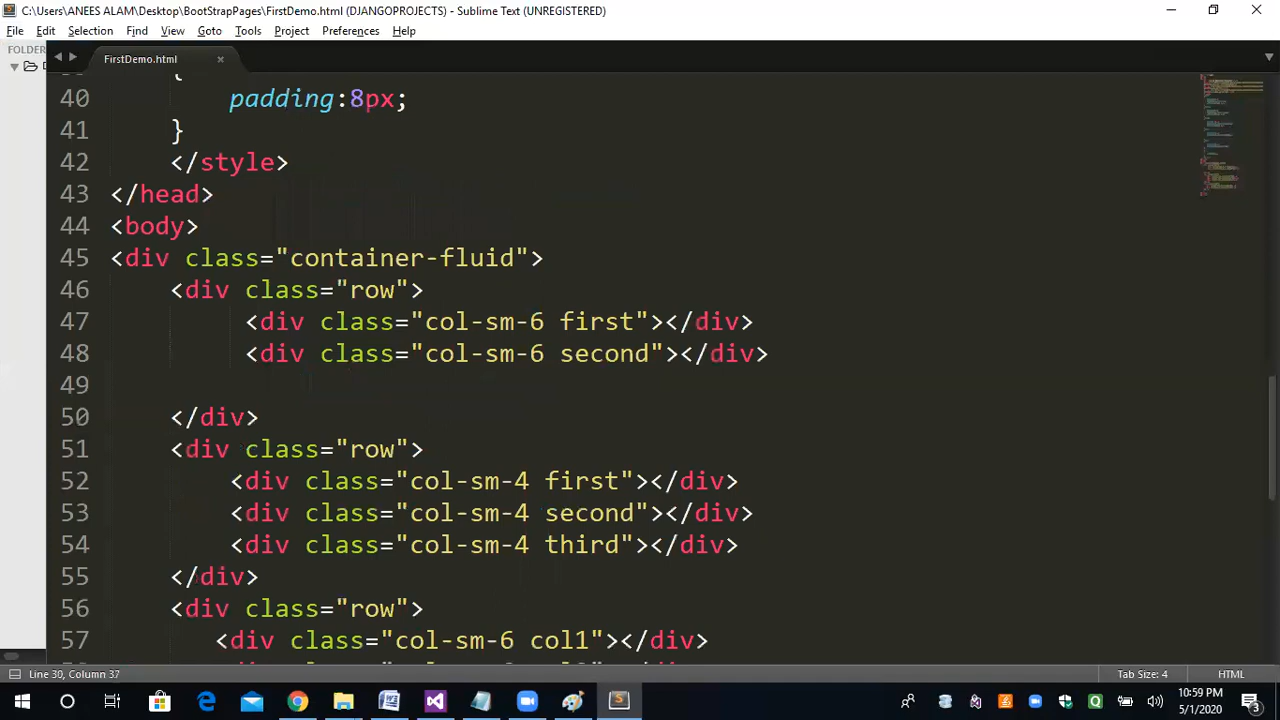 C:\Users\ANEES ALAM\Desktop\BootStrapPages\FirstDemo.html (DJANGOPROJECTS) - Sublime Text (UNREGISTERED)
File Edit Selection Find View Goto Tools Project Preferences Help
FOLDER
FirstDemo.html
{
40 padding:8px;
41 }
42 </style>
43 </head>
44 <body>
45 <div class="container-fluid">
46 <div class="row">
47 <div class="col-sm-6 first"></div>
48 <div class="col-sm-6 second"></div>
49
50 </div>
51 <div class="row">
52 <div class="col-sm-4 first"></div>
53 <div class="col-sm-4 second"></div>
54 <div class="col-sm-4 third"></div>
55 </div>
56 <div class="row">
57 <div class="col-sm-6 col1"></div>
Line 30, Column 37
Tab Size: 4
HTML
10:59 PM
5/1/2020